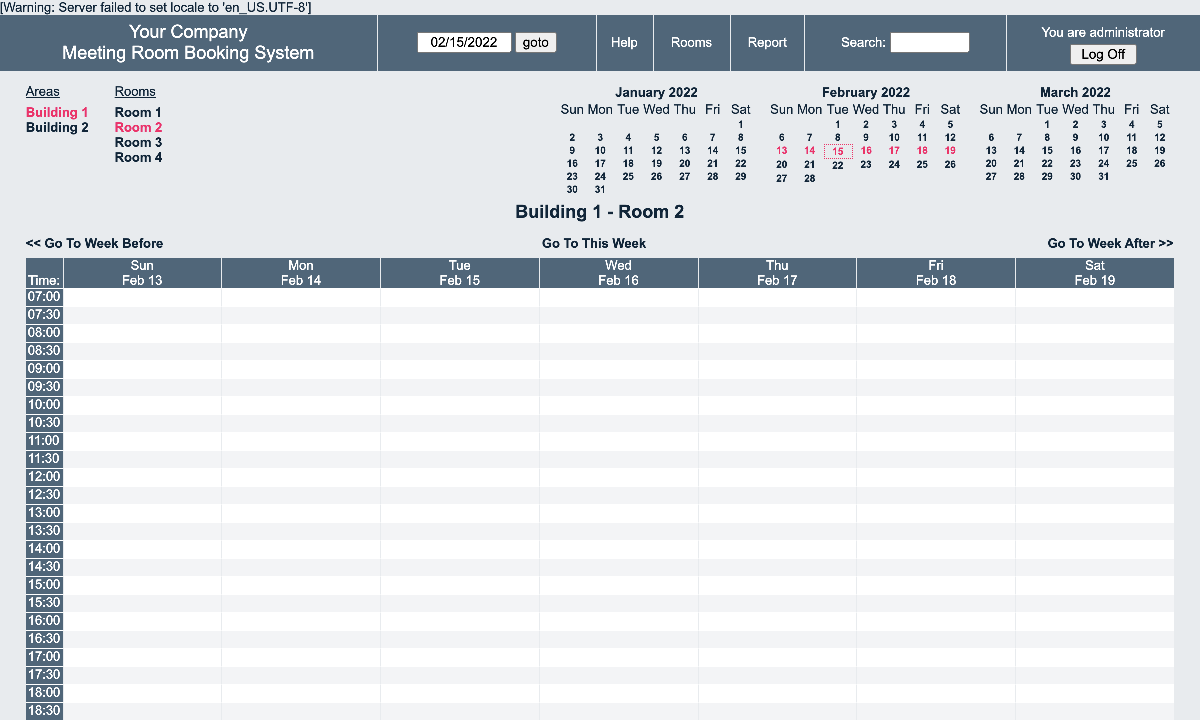 [Warning: Server failed to set locale to 'en_US.UTF-8']
Your Company
Meeting Room Booking System
02/15/2022 goto
Help
Rooms
Report
Search:
You are administrator
Log Off
Areas
Building 1
Building 2
Rooms
Room 1
Room 2
Room 3
Room 4
January 2022
Sun Mon Tue Wed Thu Fri Sat
1
2 3 4 5 6 7 8
9 10 11 12 13 14 15
16 17 18 19 20 21 22
23 24 25 26 27 28 29
30 31
February 2022
Sun Mon Tue Wed Thu Fri Sat
1 2 3 4 5
6 7 8 9 10 11 12
13 14 15 16 17 18 19
20 21 22 23 24 25 26
27 28
March 2022
Sun Mon Tue Wed Thu Fri Sat
1 2 3 4 5
6 7 8 9 10 11 12
13 14 15 16 17 18 19
20 21 22 23 24 25 26
27 28 29 30 31
Building 1 - Room 2
<< Go To Week Before
Go To This Week
Go To Week After >>
Time:
Sun
Feb 13
Mon
Feb 14
Tue
Feb 15
Wed
Feb 16
Thu
Feb 17
Fri
Feb 18
Sat
Feb 19
07:00
07:30
08:00
08:30
09:00
09:30
10:00
10:30
11:00
11:30
12:00
12:30
13:00
13:30
14:00
14:30
15:00
15:30
16:00
16:30
17:00
17:30
18:00
18:30